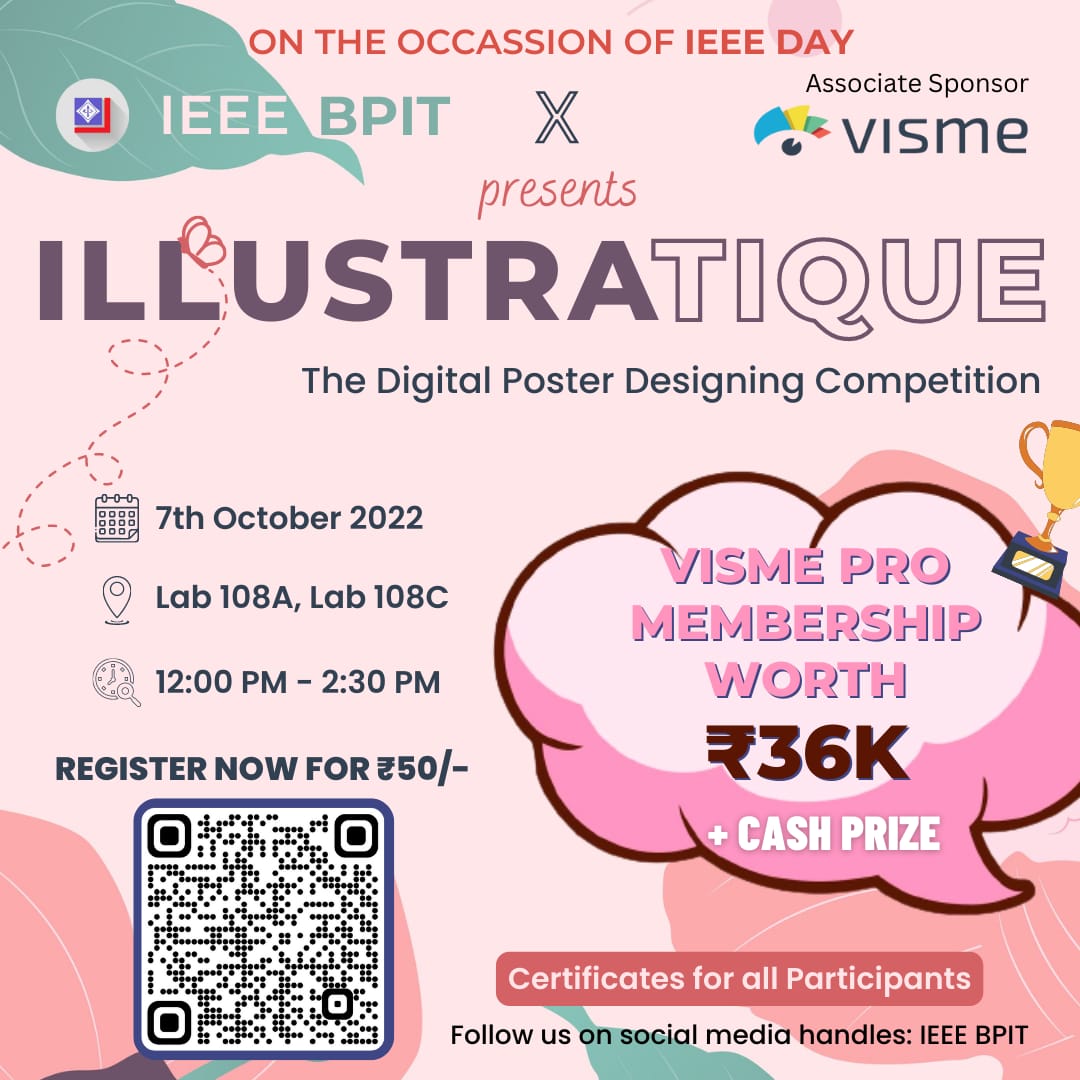 ON THE OCCASSION OF IEEE DAY
IEEE BPIT
X
Associate Sponsor
VISME
presents
ILLUSTRATIQUE
The Digital Poster Designing Competition
7th October 2022
Lab 108A, Lab 108C
12:00 PM - 2:30 PM
REGISTER NOW FOR ₹50/-
VISME PRO
MEMBERSHIP
WORTH
₹36K
+ CASH PRIZE
Certificates for all Participants
Follow us on social media handles: IEEE BPIT